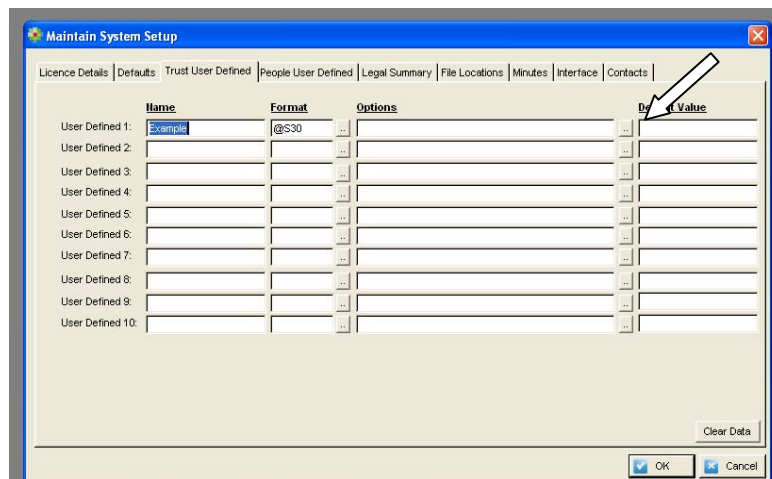 Maintain System Setup
Licence Details Defaults Trust User Defined People User Defined Legal Summary File Locations Minutes Interface Contacts
Name Format Options Value
User Defined 1: Example @S30 .. ..
User Defined 2: .. ..
User Defined 3: .. ..
User Defined 4: .. ..
User Defined 5: .. ..
User Defined 6: .. ..
User Defined 7: .. ..
User Defined 8: .. ..
User Defined 9: .. ..
User Defined 10: .. ..
Clear Data
OK Cancel